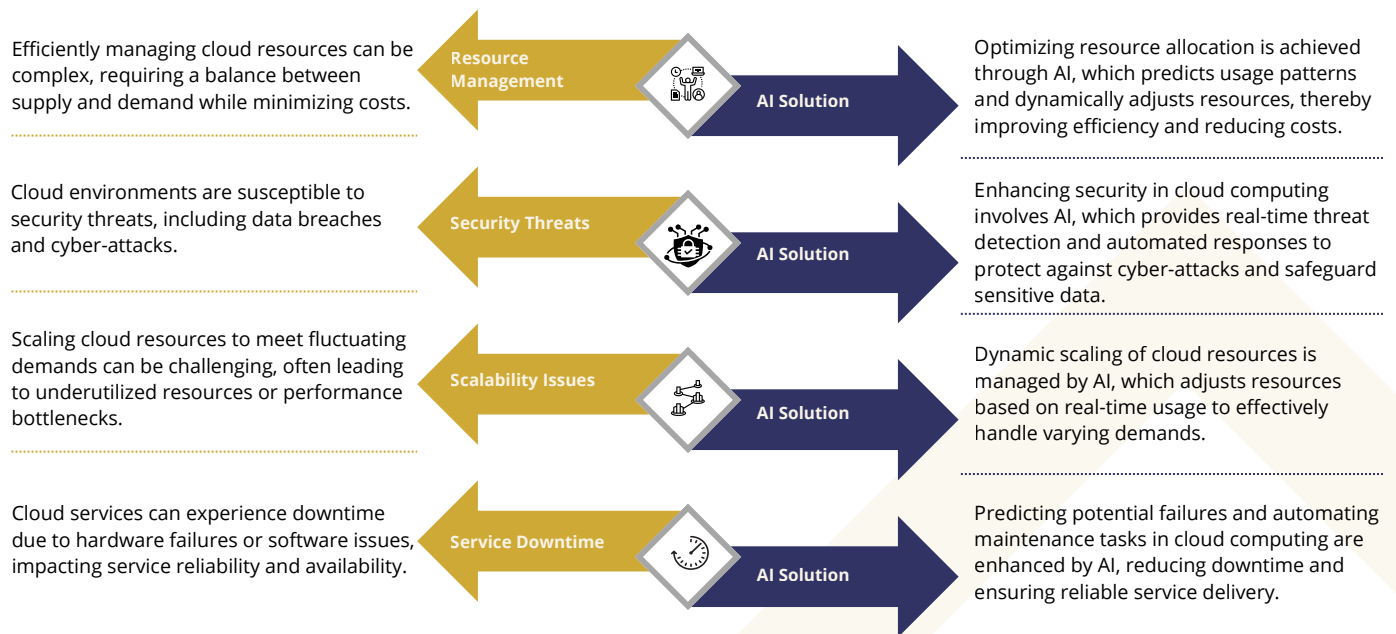 Efficiently managing cloud resources can be
complex, requiring a balance between
supply and demand while minimizing costs.
Resource
Management
AI Solution
Optimizing resource allocation is achieved
through AI, which predicts usage patterns
and dynamically adjusts resources, thereby
improving efficiency and reducing costs.
Cloud environments are susceptible to
security threats, including data breaches
and cyber-attacks.
Security Threats
AI Solution
Enhancing security in cloud computing
involves AI, which provides real-time threat
detection and automated responses to
protect against cyber-attacks and safeguard
sensitive data.
Scaling cloud resources to meet fluctuating
demands can be challenging, often leading
to underutilized resources or performance
bottlenecks.
Scalability Issues
AI Solution
Dynamic scaling of cloud resources is
managed by AI, which adjusts resources
based on real-time usage to effectively
handle varying demands.
Cloud services can experience downtime
due to hardware failures or software issues,
impacting service reliability and availability.
Service Downtime
AI Solution
Predicting potential failures and automating
maintenance tasks in cloud computing are
enhanced by AI, reducing downtime and
ensuring reliable service delivery.